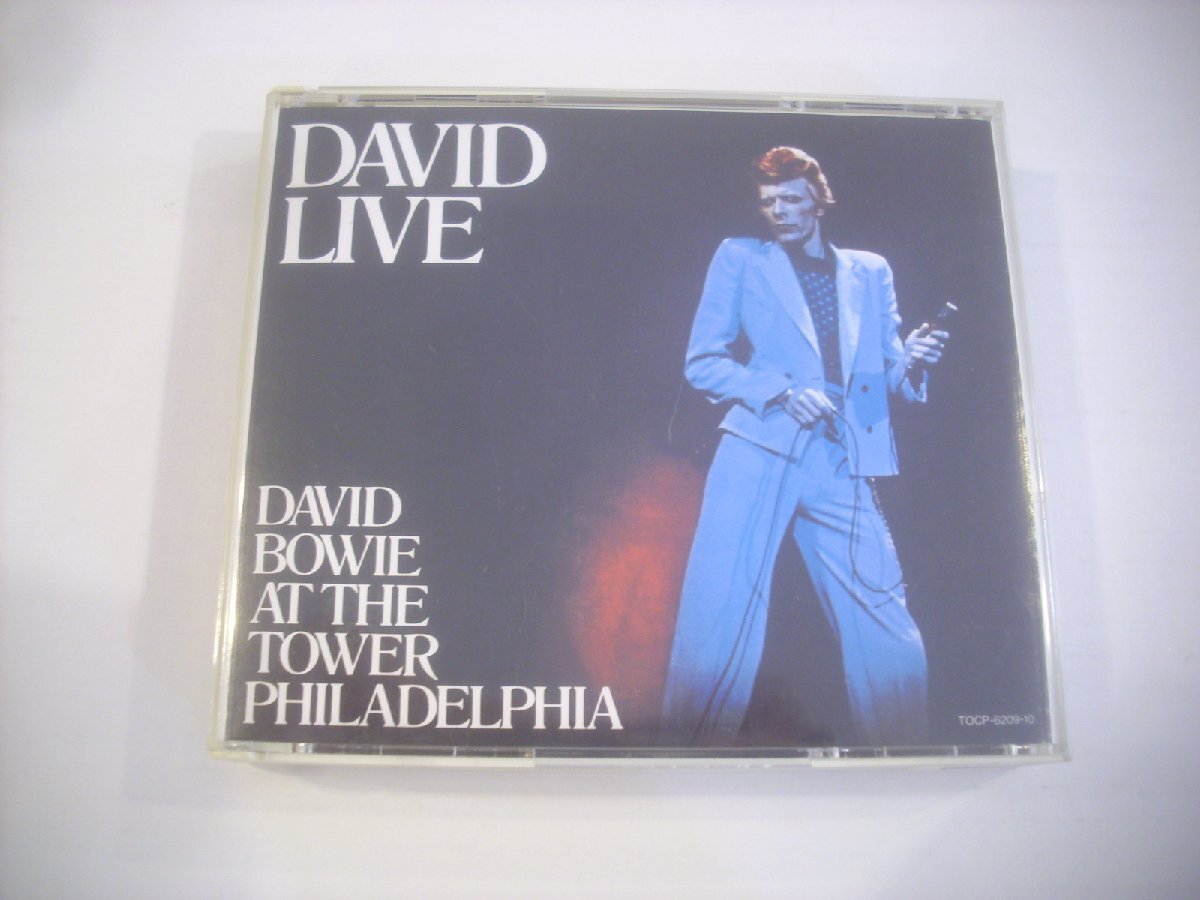 DAVID
LIVE
DAVID
BOWIE
AT THE
TOWER
PHILADELPHIA
TOCP-6209·10